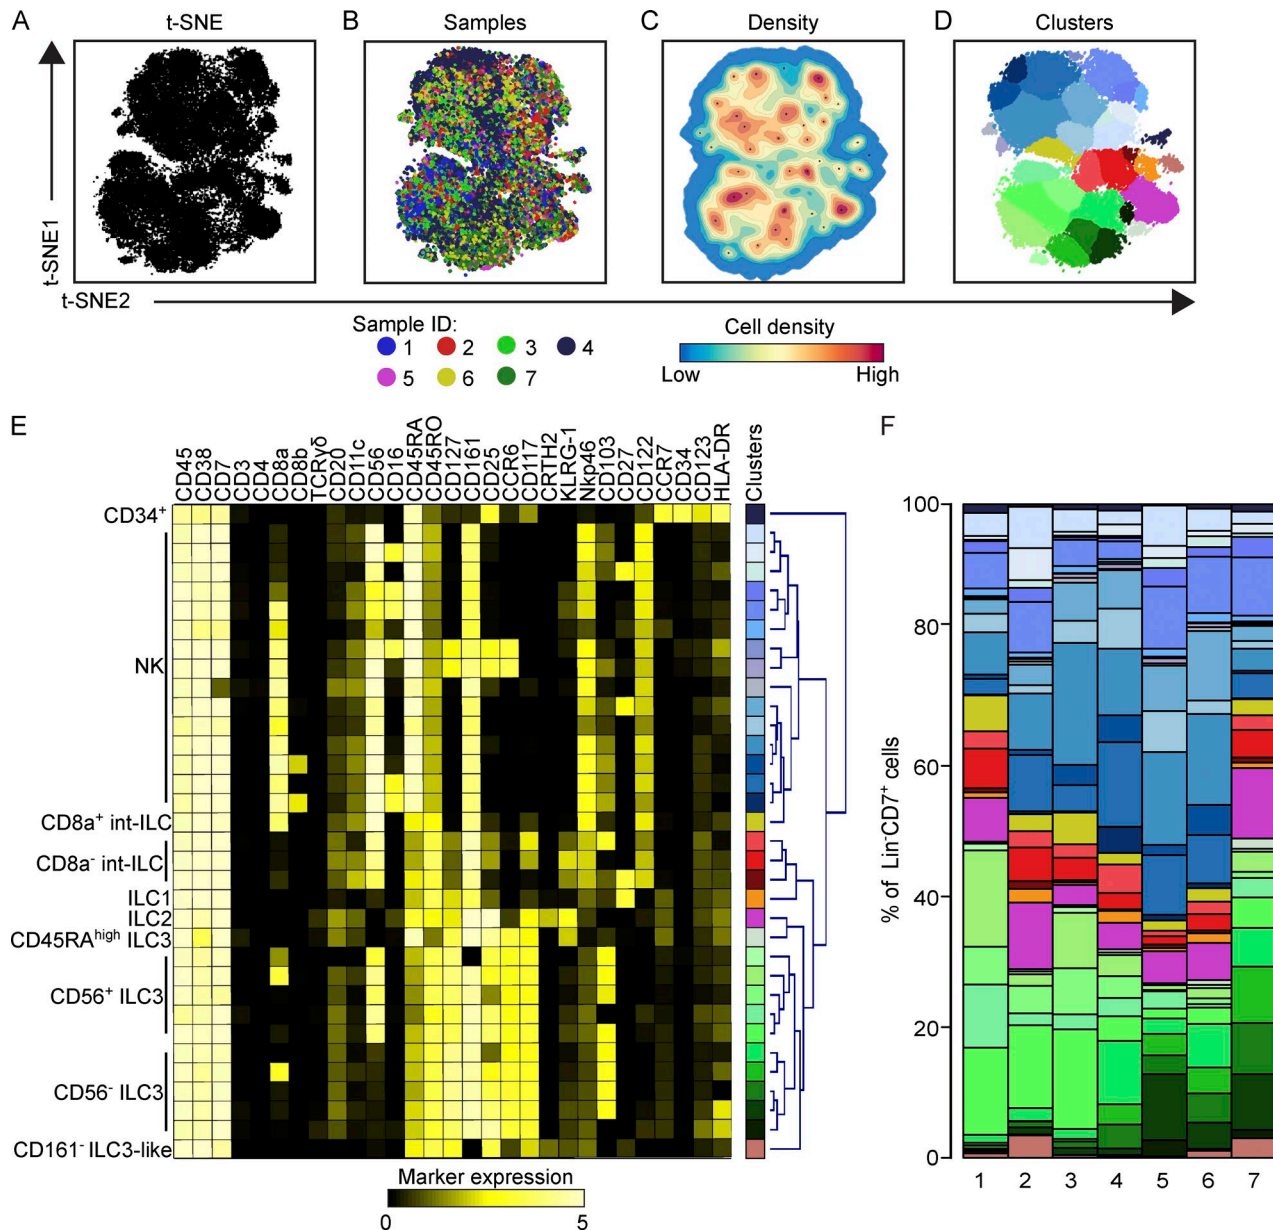 A
t-SNE
B
Samples
C
Density
D
Clusters
t-SNE1
t-SNE2
Sample ID:
1
2
3
4
5
6
7
Cell density
Low
High
E
CD45
CD38
CD7
CD3
CD4
CD8a
CD8b
TCRγδ
CD20
CD11c
CD56
CD16
CD45RA
CD45RO
CD127
CD161
CD25
CCR6
CD117
CRTH2
KLRG-1
Nkp46
CD103
CD27
CD122
CCR7
CD34
CD123
HLA-DR
Clusters
CD34⁺
NK
CD8a⁺ int-ILC
CD8a⁻ int-ILC
ILC1
ILC2
CD45RAʰⁱᵍʰ ILC3
CD56⁺ ILC3
CD56⁻ ILC3
CD161⁻ ILC3-like
Marker expression
0
5
F
% of Lin⁻CD7⁺ cells
100
80
60
40
20
0
1
2
3
4
5
6
7